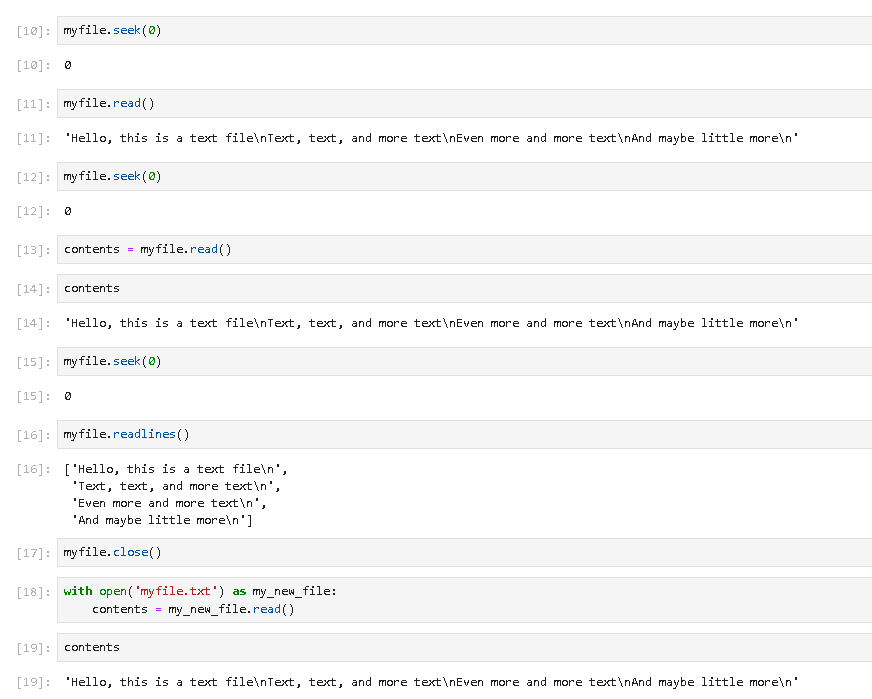 [10]: myfile.seek(0)
[10]: 0
[11]: myfile.read()
[11]: 'Hello, this is a text file\nText, text, and more text\nEven more and more text\nAnd maybe little more\n'
[12]: myfile.seek(0)
[12]: 0
[13]: contents = myfile.read()
[14]: contents
[14]: 'Hello, this is a text file\nText, text, and more text\nEven more and more text\nAnd maybe little more\n'
[15]: myfile.seek(0)
[15]: 0
[16]: myfile.readlines()
[16]: ['Hello, this is a text file\n',
'Text, text, and more text\n',
'Even more and more text\n',
'And maybe little more\n']
[17]: myfile.close()
[18]: with open('myfile.txt') as my_new_file:
contents = my_new_file.read()
[19]: contents
[19]: 'Hello, this is a text file\nText, text, and more text\nEven more and more text\nAnd maybe little more\n'